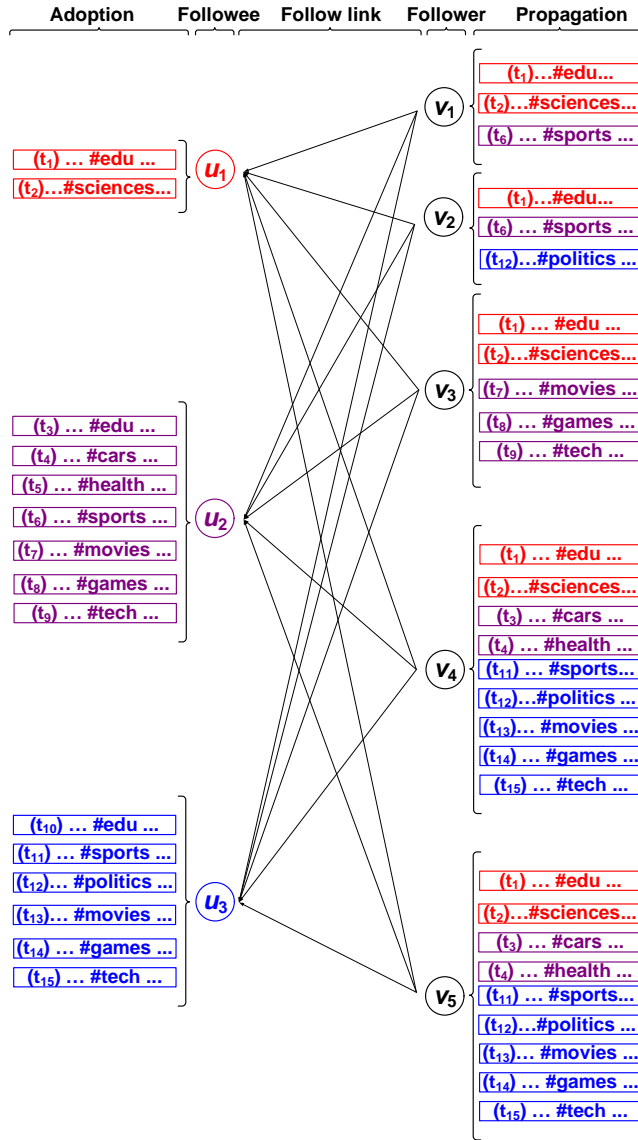 Adoption Followee Follow link Follower Propagation
(t1) ... #edu ...
(t2)...#sciences...
u1
v1
(t1)...#edu...
(t2)...#sciences...
(t6) ... #sports ...
v2
(t1)...#edu...
(t6) ... #sports ...
(t12)...#politics ...
v3
(t1) ... #edu ...
(t2)...#sciences...
(t7) ... #movies ...
(t8) ... #games ...
(t9) ... #tech ...
(t3) ... #edu ...
(t4) ... #cars ...
(t5) ... #health ...
(t6) ... #sports ...
(t7) ... #movies ...
(t8) ... #games ...
(t9) ... #tech ...
u2
v4
(t1) ... #edu ...
(t2)...#sciences...
(t3) ... #cars ...
(t4) ... #health ...
(t11) ... #sports ...
(t12)...#politics ...
(t13)... #movies ...
(t14) ... #games ...
(t15) ... #tech ...
(t10) ... #edu ...
(t11) ... #sports ...
(t12)...#politics ...
(t13)... #movies ...
(t14) ... #games ...
(t15) ... #tech ...
u3
v5
(t1) ... #edu ...
(t2)...#sciences...
(t3) ... #cars ...
(t4) ... #health ...
(t11) ... #sports...
(t12)...#politics ...
(t13) ... #movies ...
(t14) ... #games ...
(t15) ... #tech ...